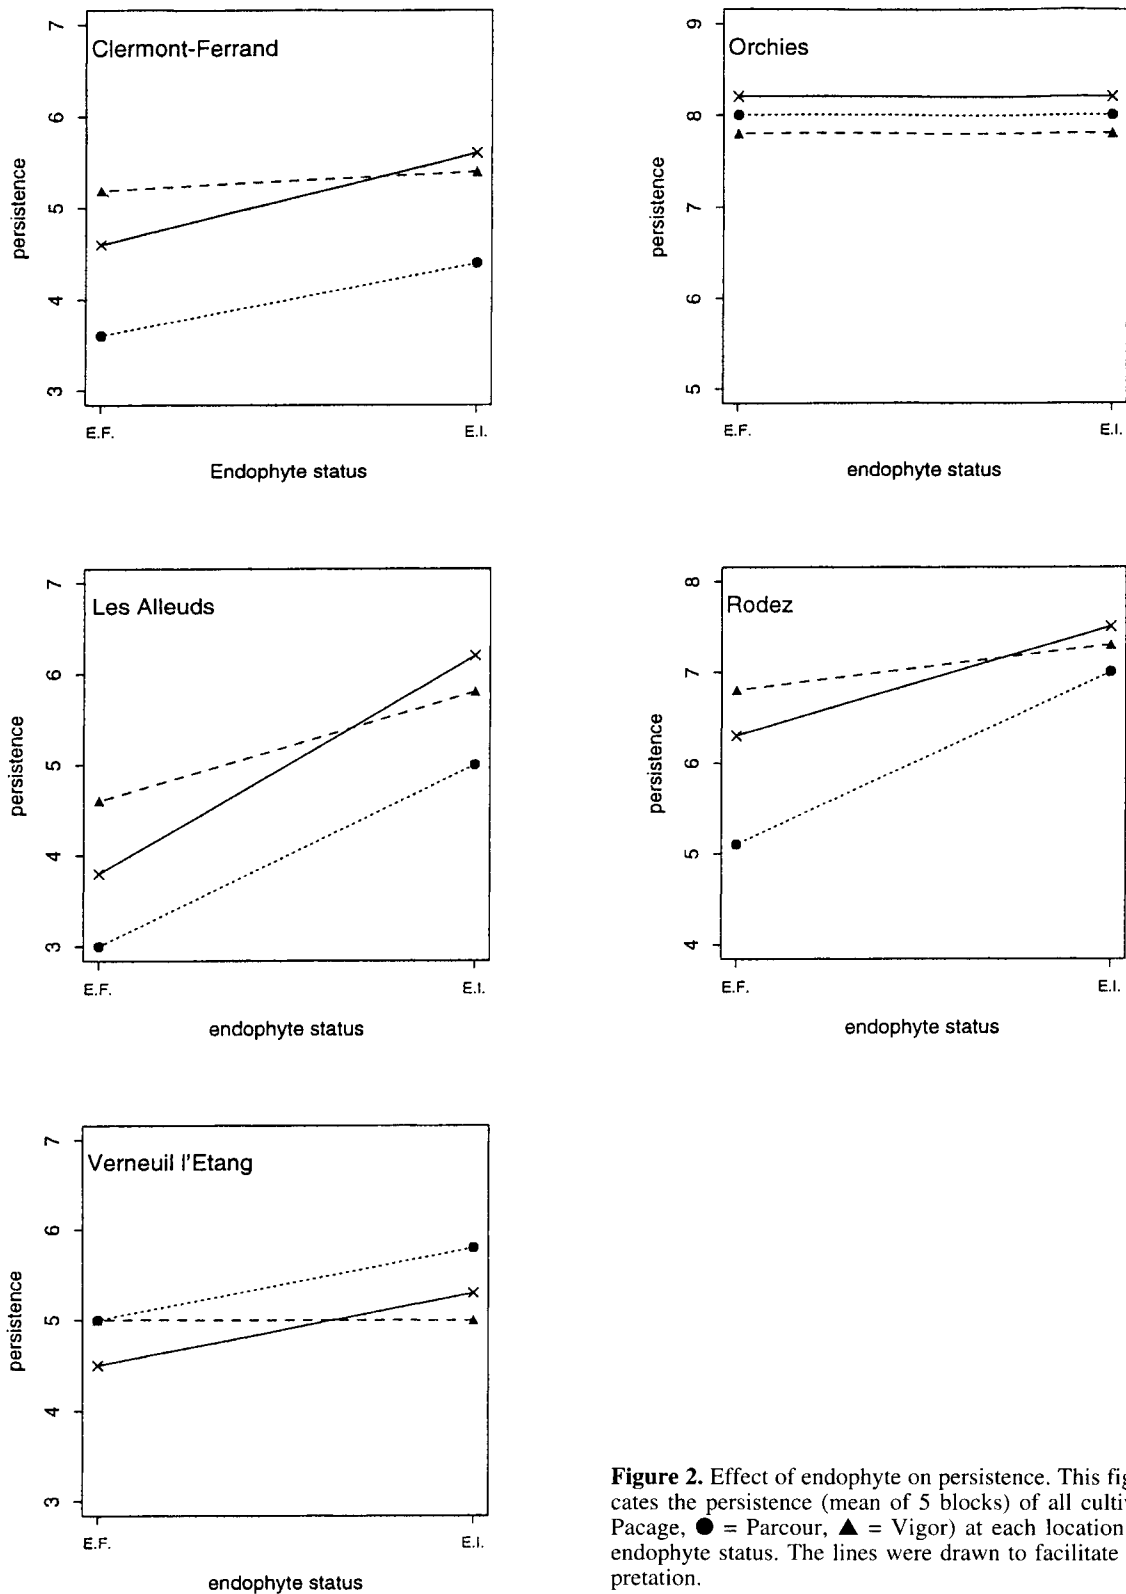 Clermont-Ferrand
persistence
7
6
5
4
3
E.F.
E.I.
Endophyte status
Orchies
persistence
9
8
7
6
5
E.F.
E.I.
endophyte status
Les Alleuds
persistence
7
6
5
4
3
E.F.
E.I.
endophyte status
Rodez
persistence
8
7
6
5
4
E.F.
E.I.
endophyte status
Verneuil l'Etang
persistence
7
6
5
4
3
E.F.
E.I.
endophyte status
Figure 2. Effect of endophyte on persistence. This fig
cates the persistence (mean of 5 blocks) of all cultiv
Pacage, ● = Parcour, ▲ = Vigor) at each location
endophyte status. The lines were drawn to facilitate
pretation.